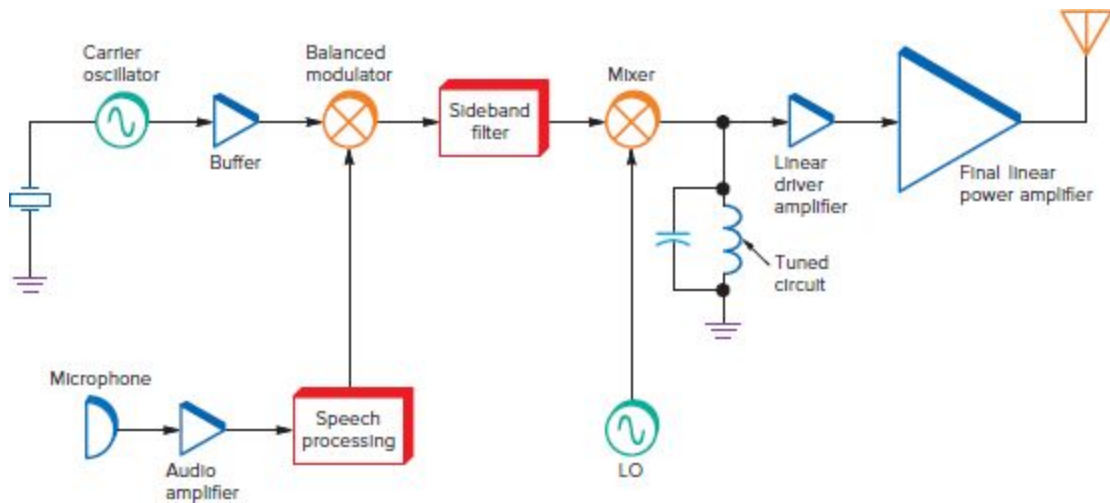 Carrier
oscillator
Balanced
modulator
Mixer
Sideband
filter
Buffer
Linear
driver
amplifier
Final linear
power amplifier
Tuned
circuit
Microphone
Speech
processing
Audio
amplifier
LO